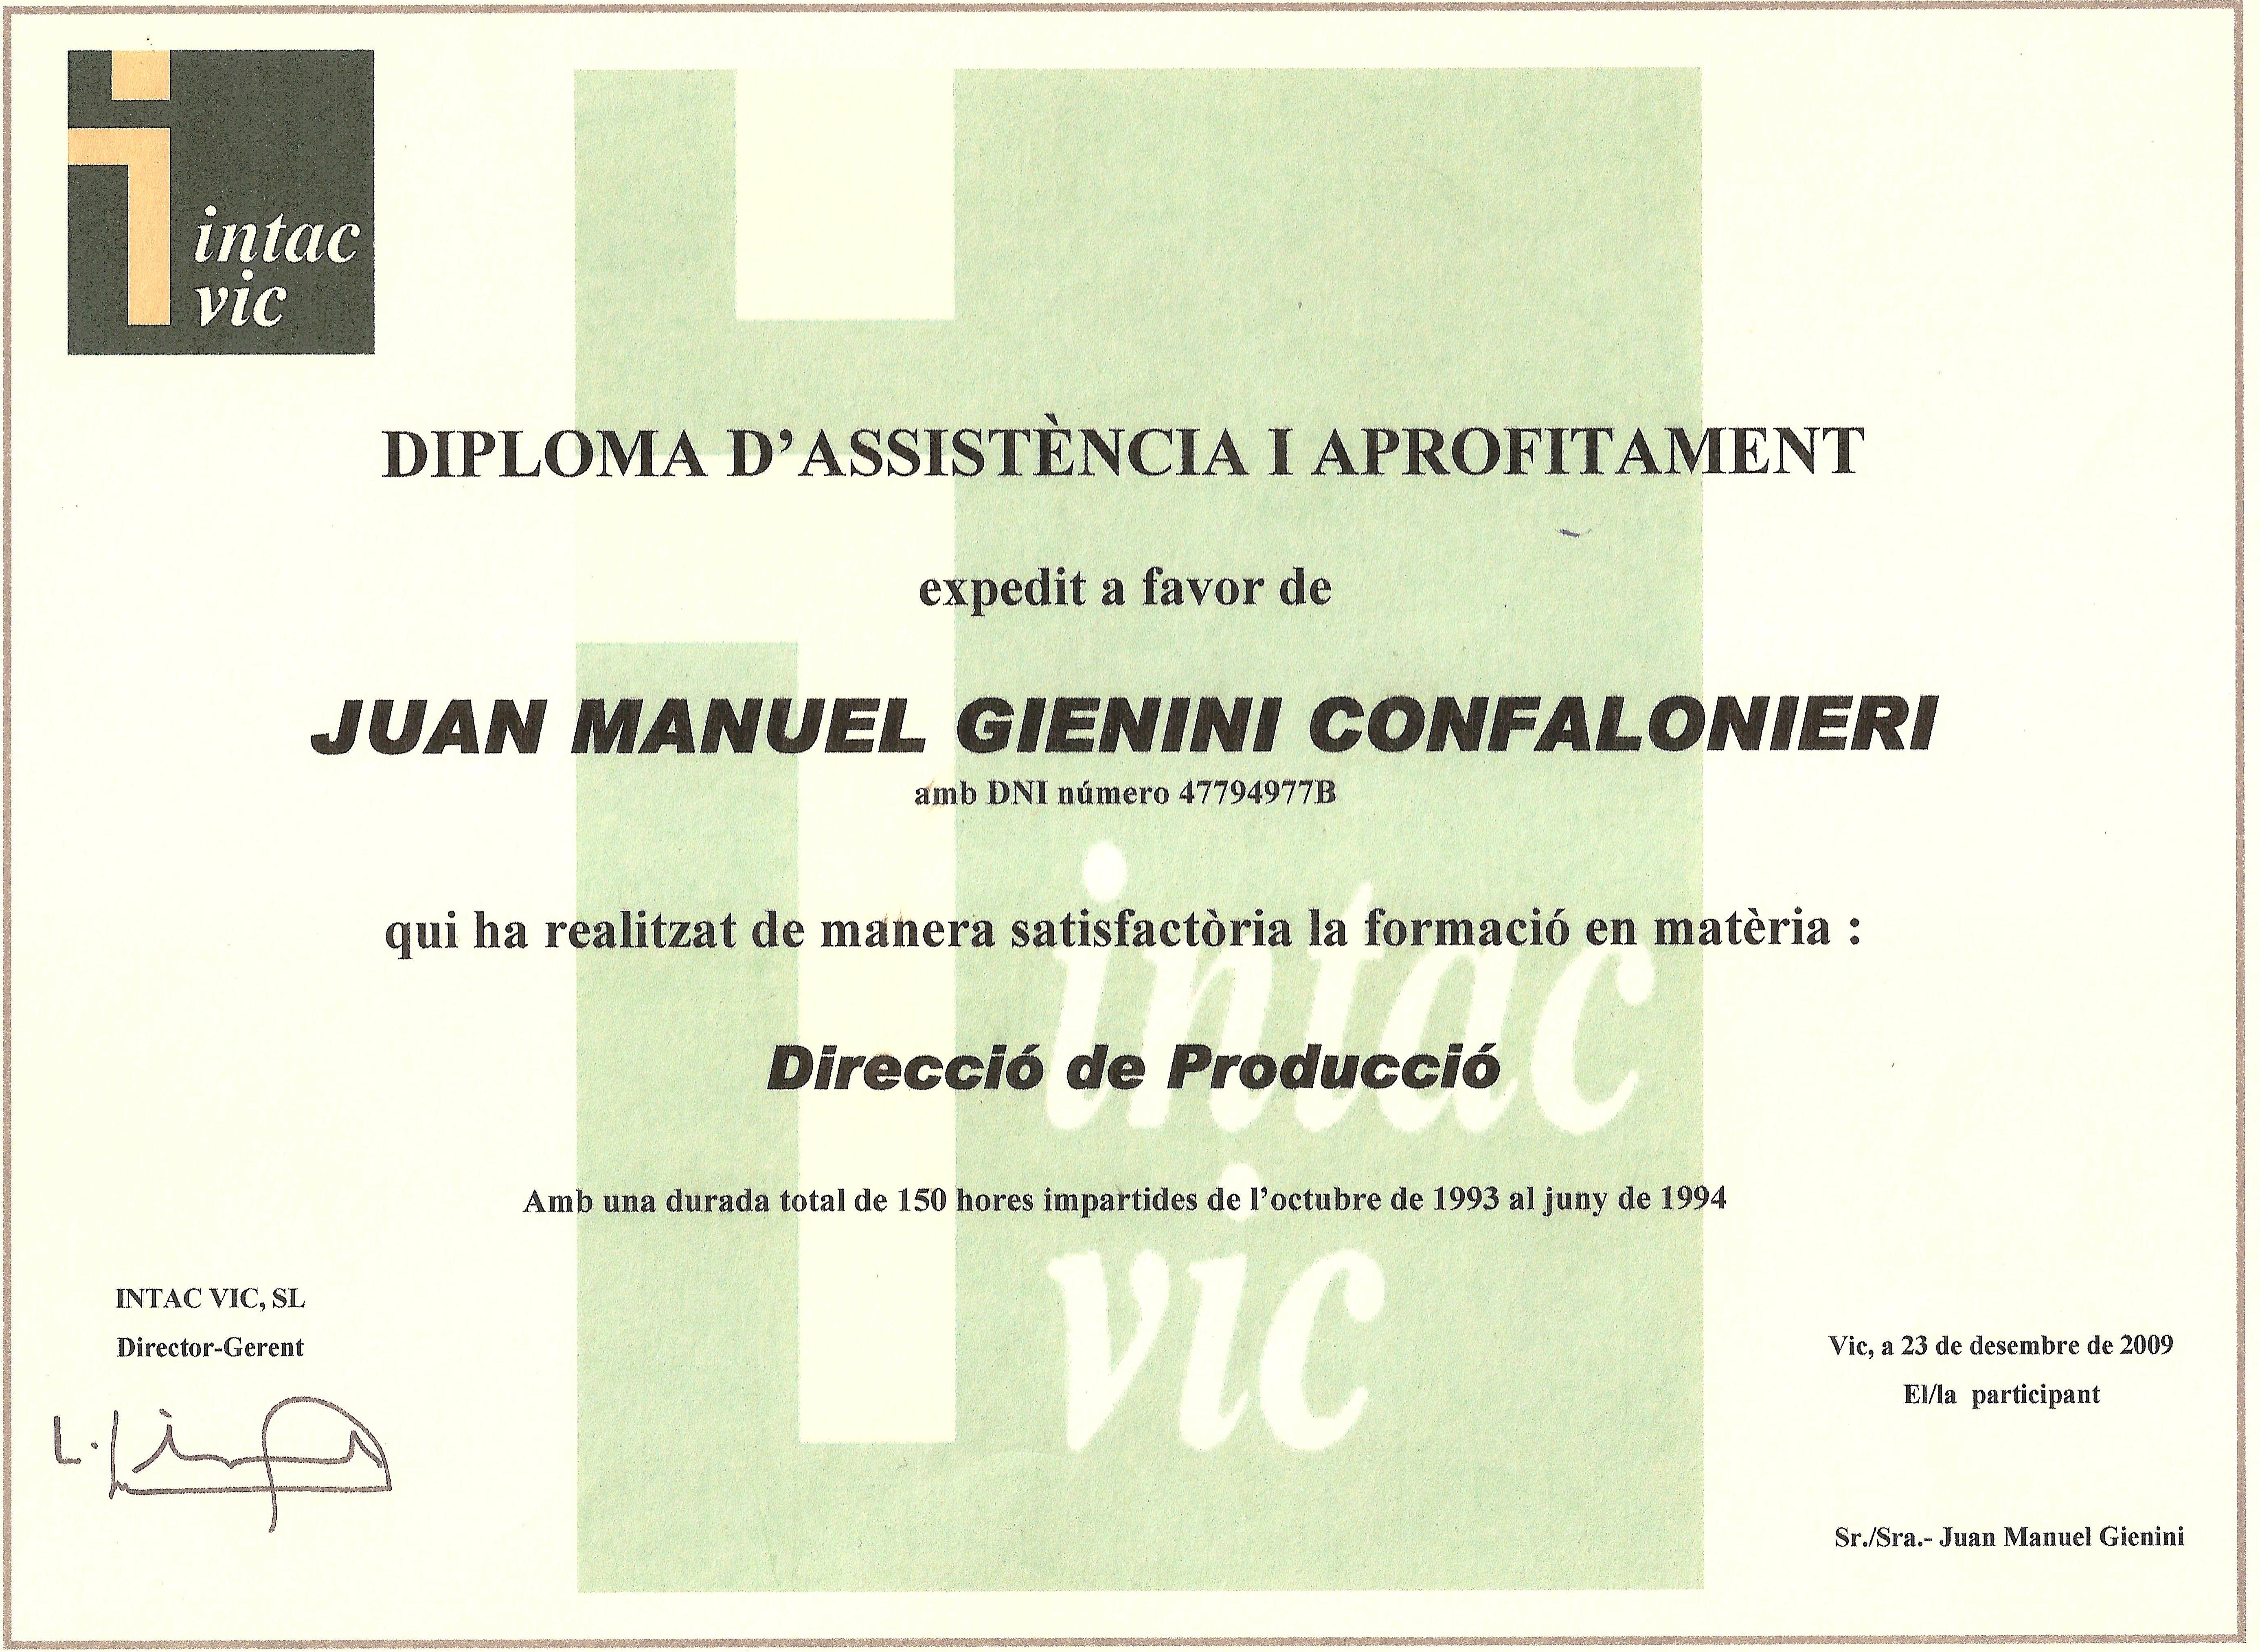 intac
vic
DIPLOMA D’ASSISTÈNCIA I APROFITAMENT
expedit a favor de
JUAN MANUEL GIENINI CONFALONIERI
amb DNI número 47794977B
qui ha realitzat de manera satisfactòria la formació en matèria :
intac
Direcció de Producció
Amb una durada total de 150 hores impartides de l’octubre de 1993 al juny de 1994
vic
INTAC VIC, SL
Director-Gerent
Vic, a 23 de desembre de 2009
El/la participant
Sr./Sra.- Juan Manuel Gienini